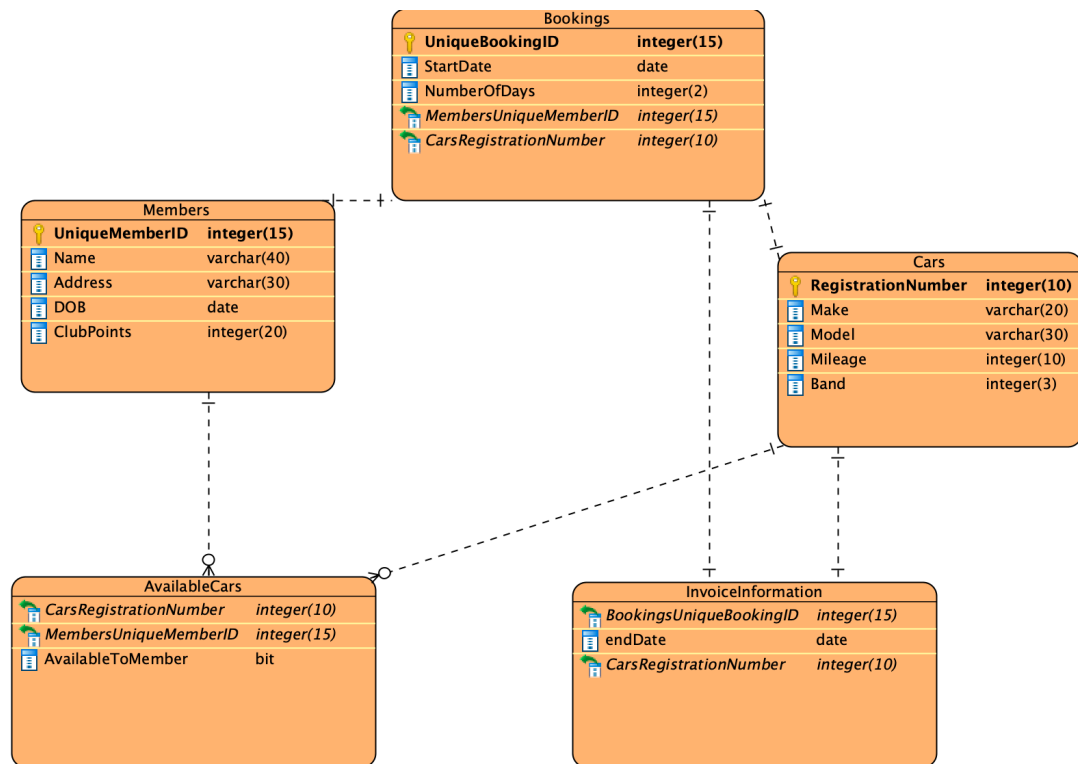 Bookings
UniqueBookingID integer(15)
StartDate date
NumberOfDays integer(2)
MembersUniqueMemberID integer(15)
CarsRegistrationNumber integer(10)
Members
UniqueMemberID integer(15)
Name varchar(40)
Address varchar(30)
DOB date
ClubPoints integer(20)
Cars
RegistrationNumber integer(10)
Make varchar(20)
Model varchar(30)
Mileage integer(10)
Band integer(3)
AvailableCars
CarsRegistrationNumber integer(10)
MembersUniqueMemberID integer(15)
AvailableToMember bit
InvoiceInformation
BookingsUniqueBookingID integer(15)
endDate date
CarsRegistrationNumber integer(10)